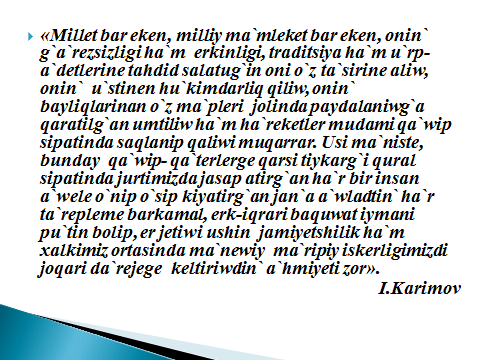 «Millet bar eken, milliy ma`mleket bar eken, onin`
g`a`rezsizligi ha`m erkinligi, traditsiya ha`m u`rp-
a`detlerine tahdid salatug`in oni o`z ta`sirine aliw,
onin` u`stinen hu`kimdarliq qiliw, onin`
bayliqlarinan o`z ma`pleri jolinda paydalaniwg`a
qaratilg`an umtiliw ha`m ha`reketler mudami qa`wip
sipatinda saqlanip qaliwi muqarrar. Usi ma`niste,
bunday qa`wip- qa`terlerge qarsi tiykarg`i qural
sipatinda jurtimizda jasap atirg`an ha`r bir insan
a`wele o`nip o`sip kiyatirg`an jan`a a`wladtin` ha`r
ta`repleme barkamal, erk-iqrari baquwat iymani
pu`tin bolip, er jetiwi ushin` jamiyetshilik ha`m
xalkimiz ortasinda ma`newiy ma`ripiy iskerligimizdi
joqari da`rejege keltiriwdin` a`hmiyeti zor».
I.Karimov